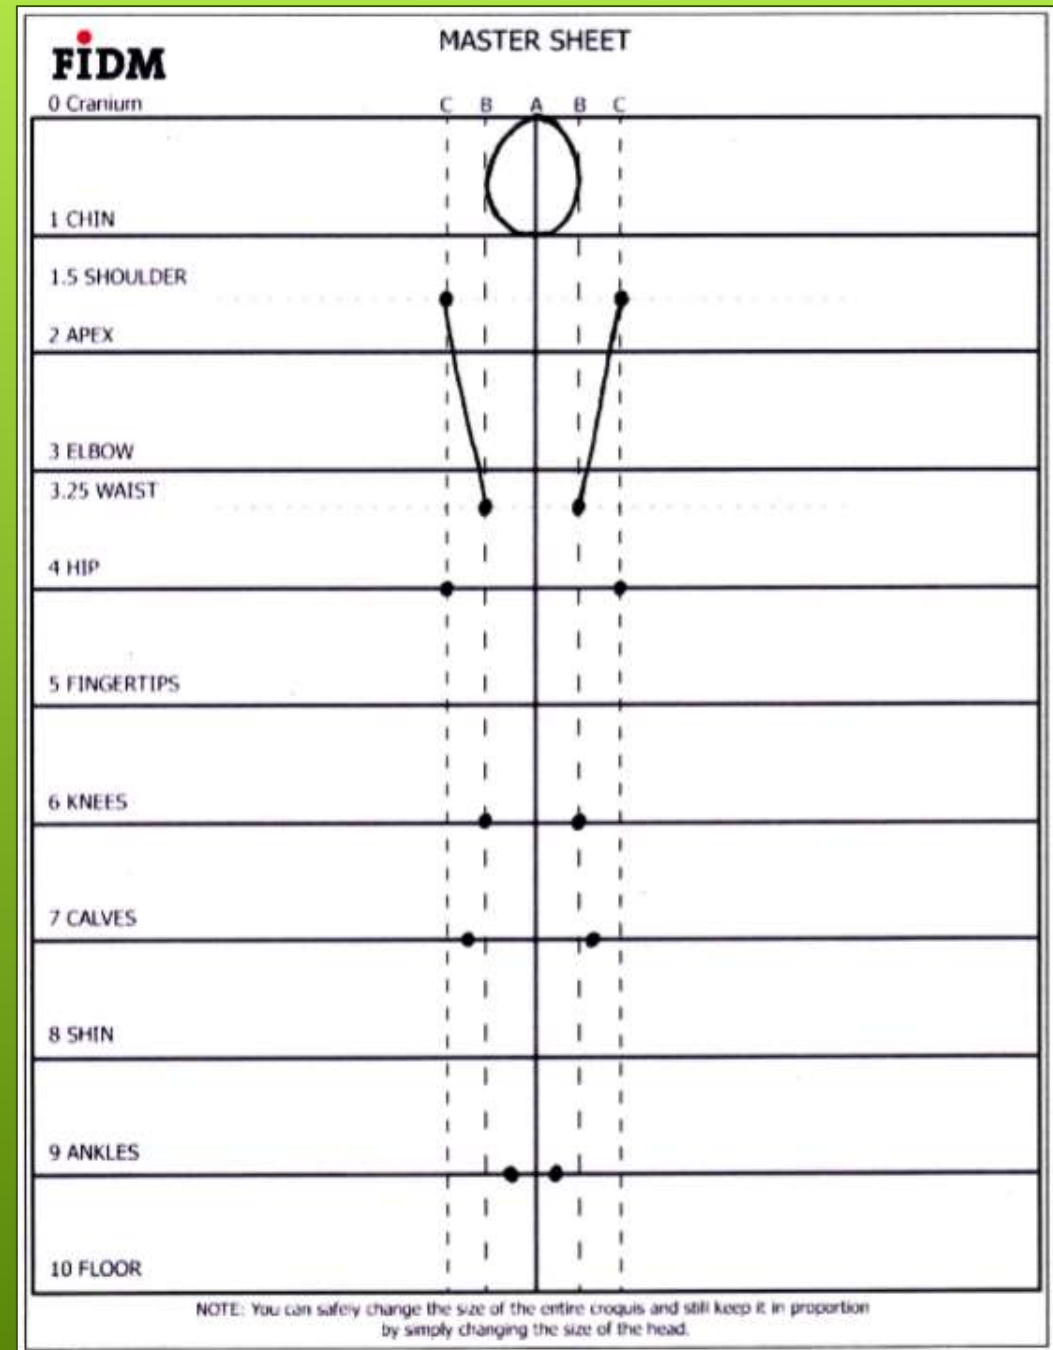 FIDM
MASTER SHEET
0 Cranium
C B A B C
1 CHIN
1.5 SHOULDER
2 APEX
3 ELBOW
3.25 WAIST
4 HIP
5 FINGERTIPS
6 KNEES
7 CALVES
8 SHIN
9 ANKLES
10 FLOOR
NOTE: You can safely change the size of the entire croquis and still keep it in proportion
by simply changing the size of the head.